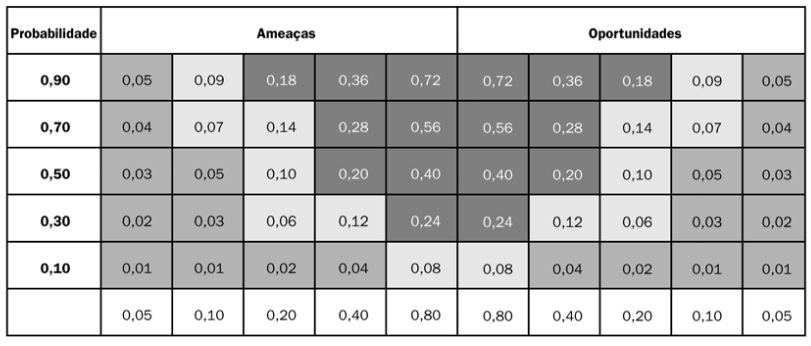 Probabilidade Ameaças Oportunidades
0,90 0,05 0,09 0,18 0,36 0,72 0,72 0,36 0,18 0,09 0,05
0,70 0,04 0,07 0,14 0,28 0,56 0,56 0,28 0,14 0,07 0,04
0,50 0,03 0,05 0,10 0,20 0,40 0,40 0,20 0,10 0,05 0,03
0,30 0,02 0,03 0,06 0,12 0,24 0,24 0,12 0,06 0,03 0,02
0,10 0,01 0,01 0,02 0,04 0,08 0,08 0,04 0,02 0,01 0,01
0,05 0,10 0,20 0,40 0,80 0,80 0,40 0,20 0,10 0,05